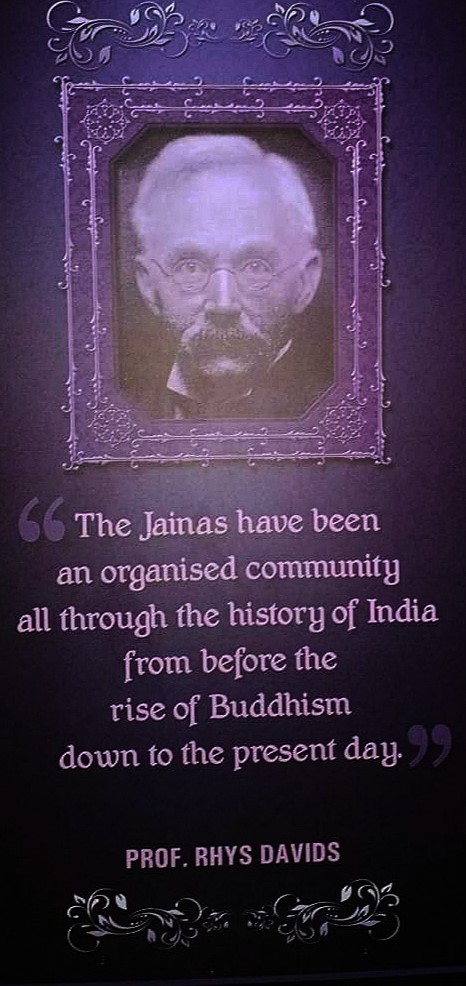 “ The Jainas have been
an organised community
all through the history of India
from before the
rise of Buddhism
down to the present day. ”
PROF. RHYS DAVIDS